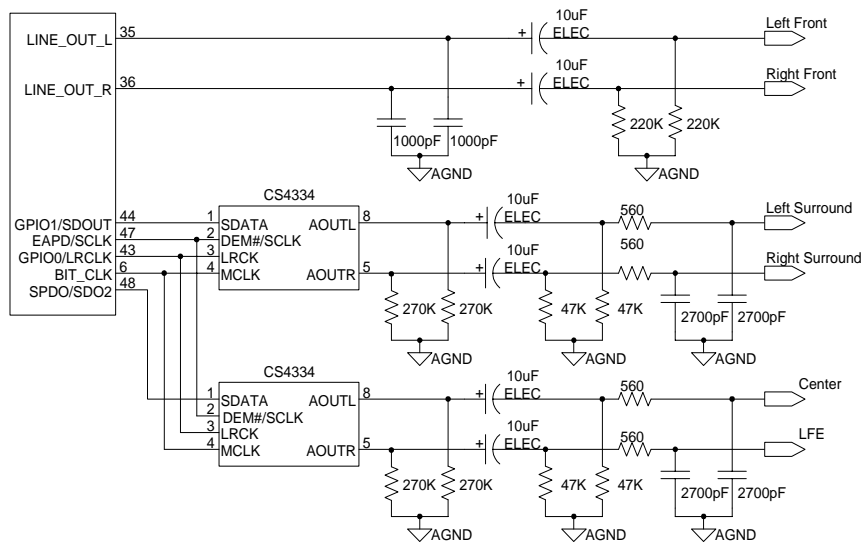 10uF
ELEC
Left Front
35
LINE_OUT_L
+
10uF
ELEC
Right Front
36
LINE_OUT_R
+
220K
220K
1000pF
1000pF
AGND
AGND
CS4334
10uF
ELEC
560
Left Surround
GPIO1/SDOUT
44
1
SDATA
AOUTL
8
+
EAPD/SCLK
47
2
DEM#/SCLK
10uF
ELEC
560
Right Surround
GPIO0/LRCLK
43
3
LRCK
BIT_CLK
6
4
MCLK
AOUTR
5
+
SPDO/SDO2
48
270K
270K
47K
47K
2700pF
2700pF
AGND
AGND
AGND
CS4334
10uF
ELEC
560
Center
1
SDATA
AOUTL
8
+
2
DEM#/SCLK
10uF
ELEC
560
LFE
3
LRCK
4
MCLK
AOUTR
5
+
270K
270K
47K
47K
2700pF
2700pF
AGND
AGND
AGND